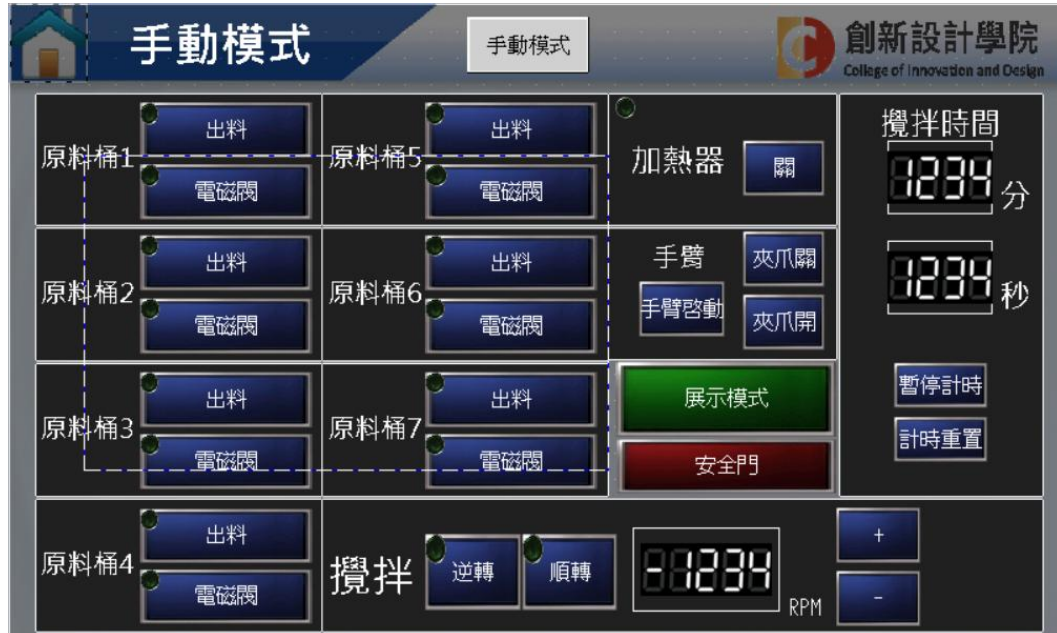 手動模式
手動模式
創新設計學院
College of Innovation and Design
原料桶1
出料
電磁閥
原料桶5
出料
電磁閥
加熱器
關
攪拌時間
1234 分
1234 秒
原料桶2
出料
電磁閥
原料桶6
出料
電磁閥
手臂
手臂啓動
夾爪關
夾爪開
原料桶3
出料
電磁閥
原料桶7
出料
電磁閥
展示模式
安全門
暫停計時
計時重置
原料桶4
出料
電磁閥
攪拌
逆轉
順轉
-1234 RPM
+
-